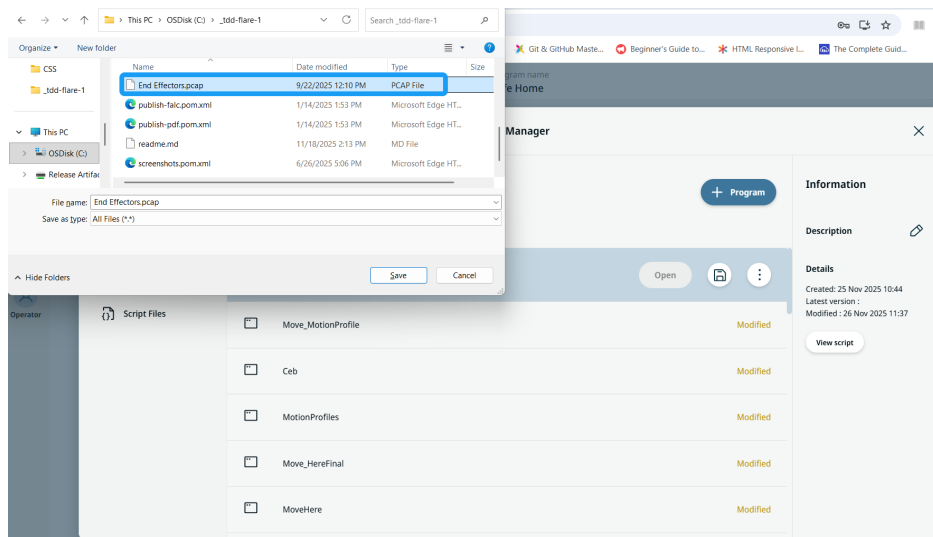 This PC > OSDisk (C:) > _tdd-flare-1
Search _tdd-flare-1
Organize
New folder
?
CSS
_tdd-flare-1
This PC
OSDisk (C:)
Release Artifac
Name
Date modified
Type
Size
End Effectors.pcap
9/22/2025 12:10 PM
PCAP File
publish-falc.pom.xml
1/14/2025 1:53 PM
Microsoft Edge HT...
publish-pdf.pom.xml
1/14/2025 1:53 PM
Microsoft Edge HT...
readme.md
11/18/2025 2:13 PM
MD File
screenshots.pom.xml
6/26/2025 5:06 PM
Microsoft Edge HT...
File name: End Effectors.pcap
Save as type: All Files (*.*)
Hide Folders
Save
Cancel
Git & GitHub Maste...
Beginner's Guide to...
HTML Responsive I...
The Complete Guid...
gram name
e Home
Manager
+ Program
Open
Operator
{} Script Files
Move_MotionProfile
Modified
Ceb
Modified
MotionProfiles
Modified
Move_HereFinal
Modified
MoveHere
Modified
Information
Description
Details
Created: 25 Nov 2025 10:44
Latest version :
Modified : 26 Nov 2025 11:37
View script